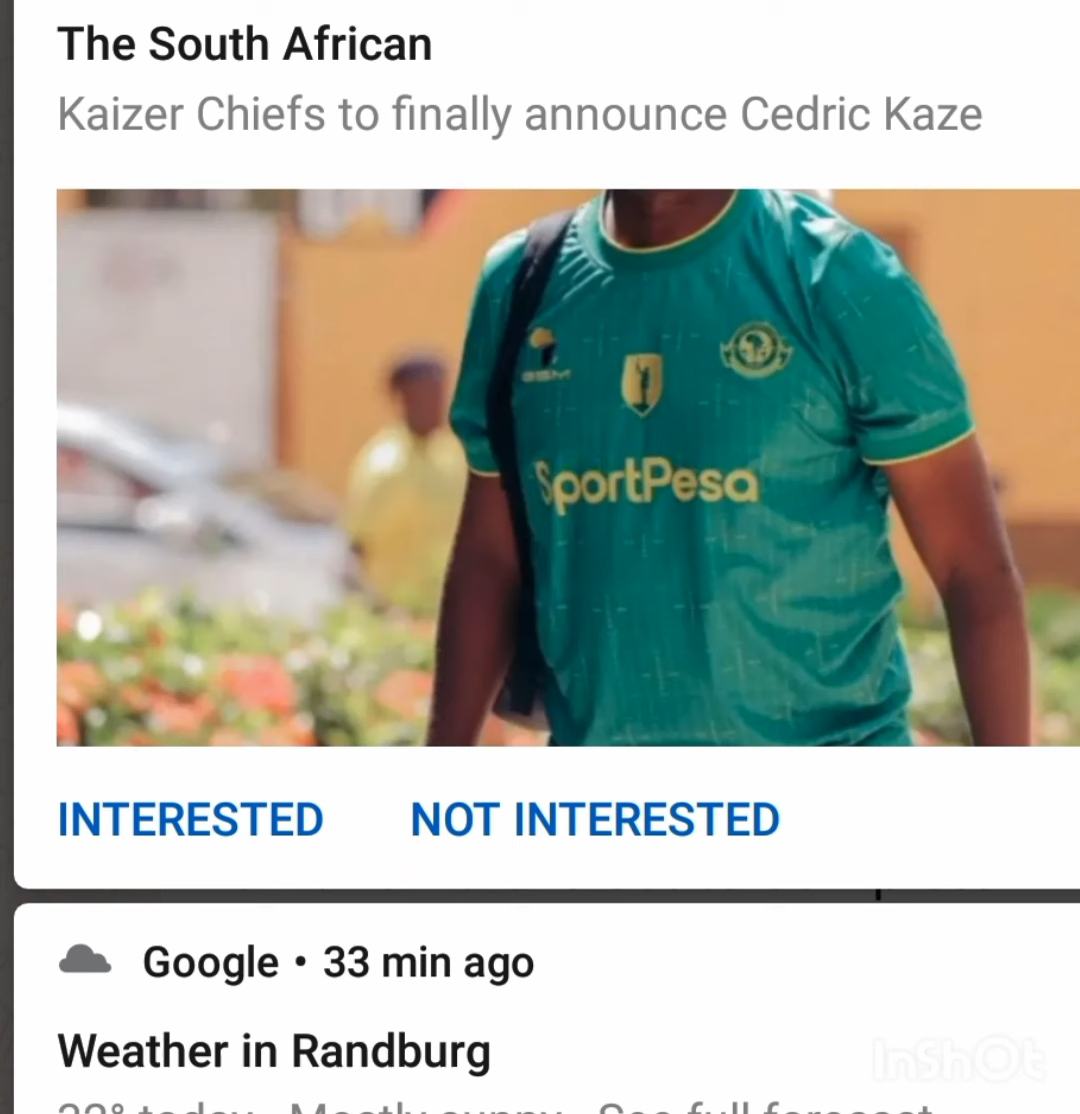 The South African
Kaizer Chiefs to finally announce Cedric Kaze
GSM
SportPesa
INTERESTED NOT INTERESTED
Google • 33 min ago
Weather in Randburg
InShOt